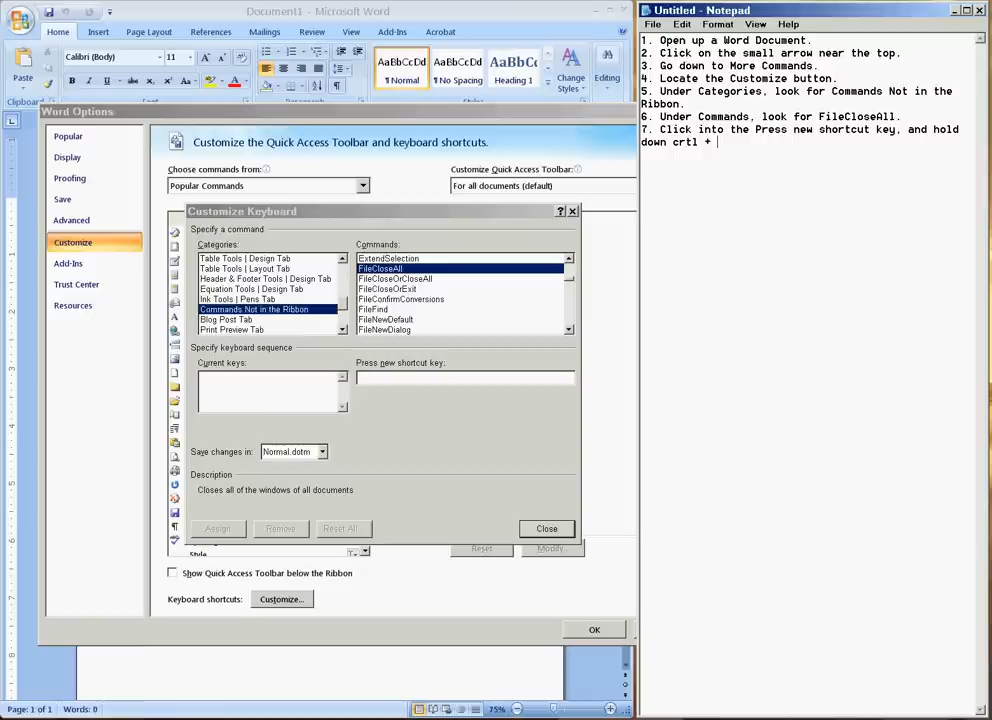 Document1 - Microsoft Word
Home Insert Page Layout References Mailings Review View Add-Ins Acrobat
Paste
Clipboard
Calibri (Body) 11
B I U abc x₂ x² Aa
AaBbCcDd AaBbCcDd AaBbCc
¶ Normal ¶ No Spacing Heading 1
Change
Styles
Editing
Word Options
Popular
Display
Proofing
Save
Advanced
Customize
Add-Ins
Trust Center
Resources
Customize the Quick Access Toolbar and keyboard shortcuts.
Choose commands from:
Popular Commands
Customize Quick Access Toolbar:
For all documents (default)
Customize Keyboard
Specify a command
Categories:
Table Tools | Design Tab
Table Tools | Layout Tab
Header & Footer Tools | Design Tab
Equation Tools | Design Tab
Ink Tools | Pens Tab
Commands Not in the Ribbon
Blog Post Tab
Print Preview Tab
Commands:
ExtendSelection
FileCloseAll
FileCloseOrCloseAll
FileCloseOrExit
FileConfirmConversions
FileFind
FileNewDefault
FileNewDialog
Specify keyboard sequence
Current keys:
Press new shortcut key:
Save changes in: Normal.dotm
Description
Closes all of the windows of all documents
Assign Remove Reset All Close
Style
Reset Modify...
Show Quick Access Toolbar below the Ribbon
Keyboard shortcuts: Customize...
OK
Page: 1 of 1 Words: 0 75%
Untitled - Notepad
File Edit Format View Help
1. Open up a Word Document.
2. Click on the small arrow near the top.
3. Go down to More Commands.
4. Locate the Customize button.
5. Under Categories, look for Commands Not in the
Ribbon.
6. Under Commands, look for FileCloseAll.
7. Click into the Press new shortcut key, and hold
down crtl +